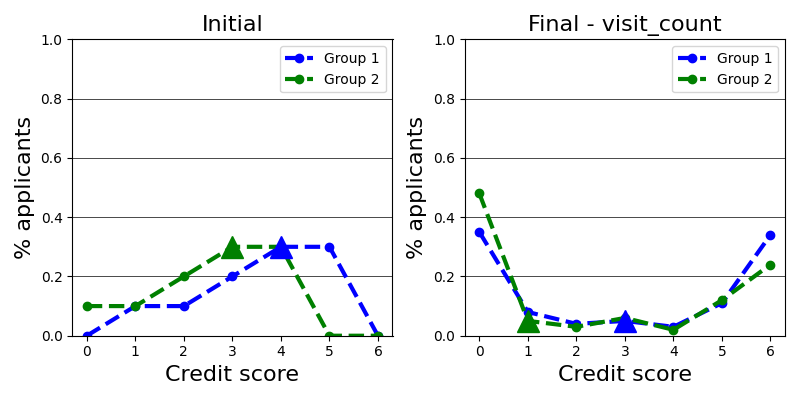 Initial
1.0
0.8
0.6
0.4
0.2
0.0
% applicants
0 1 2 3 4 5 6
Credit score
Group 1
Group 2
Final - visit_count
1.0
0.8
0.6
0.4
0.2
0.0
% applicants
0 1 2 3 4 5 6
Credit score
Group 1
Group 2